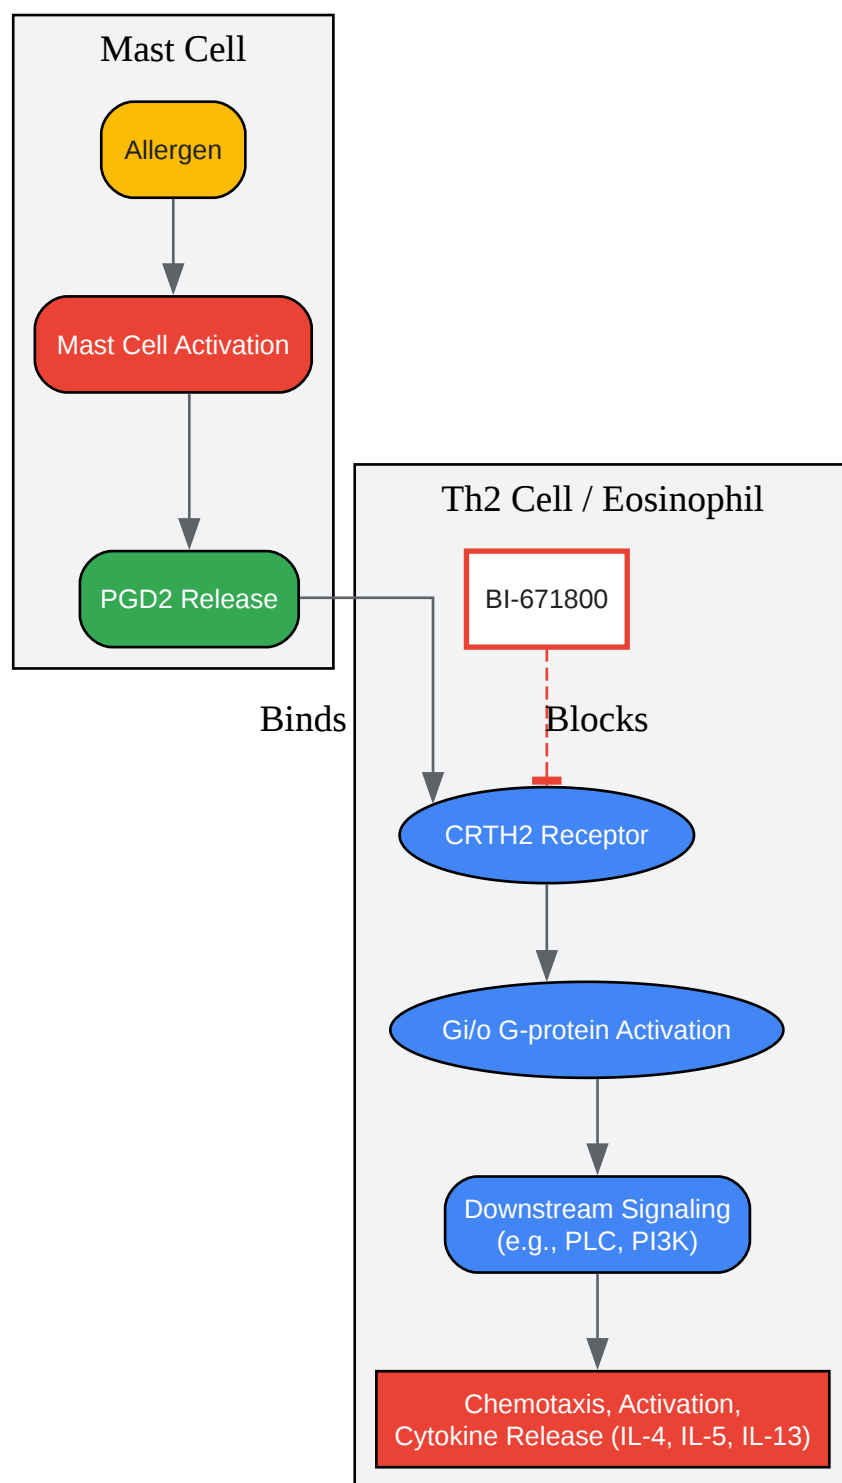 Mast Cell
Allergen
Mast Cell Activation
PGD2 Release
Binds
Th2 Cell / Eosinophil
BI-671800
Blocks
CRTH2 Receptor
Gi/o G-protein Activation
Downstream Signaling
(e.g., PLC, PI3K)
Chemotaxis, Activation,
Cytokine Release (IL-4, IL-5, IL-13)